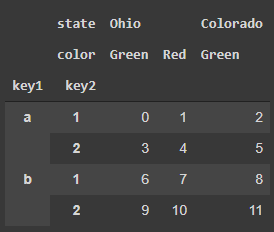 state Ohio Colorado
color Green Red Green
key1 key2
a 1 0 1 2
2 3 4 5
b 1 6 7 8
2 9 10 11